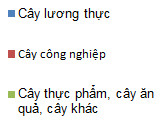 Cây lương thực
Cây công nghiệp
Cây thực phẩm, cây ăn
quả, cây khác